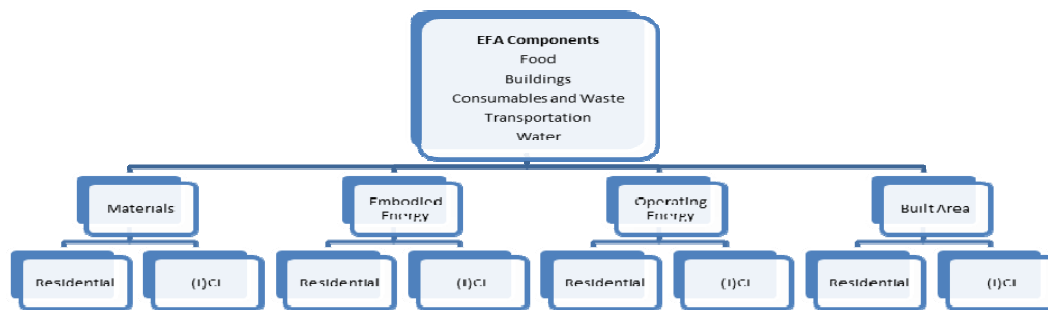 EFA Components
Food
Buildings
Consumables and Waste
Transportation
Water
Materials
Embodied
Energy
Operating
Energy
Built Area
Residential
(I)CI
Residential
(I)CI
Residential
(I)CI
Residential
(I)CI